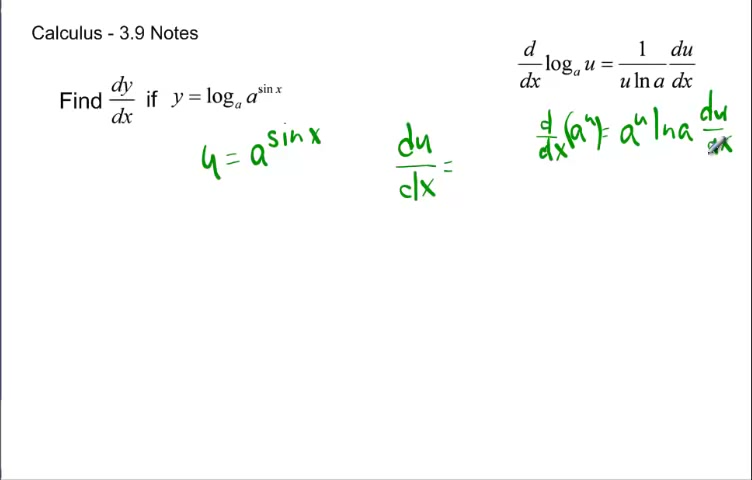 Calculus - 3.9 Notes
d/dx log_a u = 1/(u ln a) du/dx
Find dy/dx if y = log_a a^(sin x)
d/dx (a^u) = a^u ln a du/dx
u = a^(sin x)
du/dx =